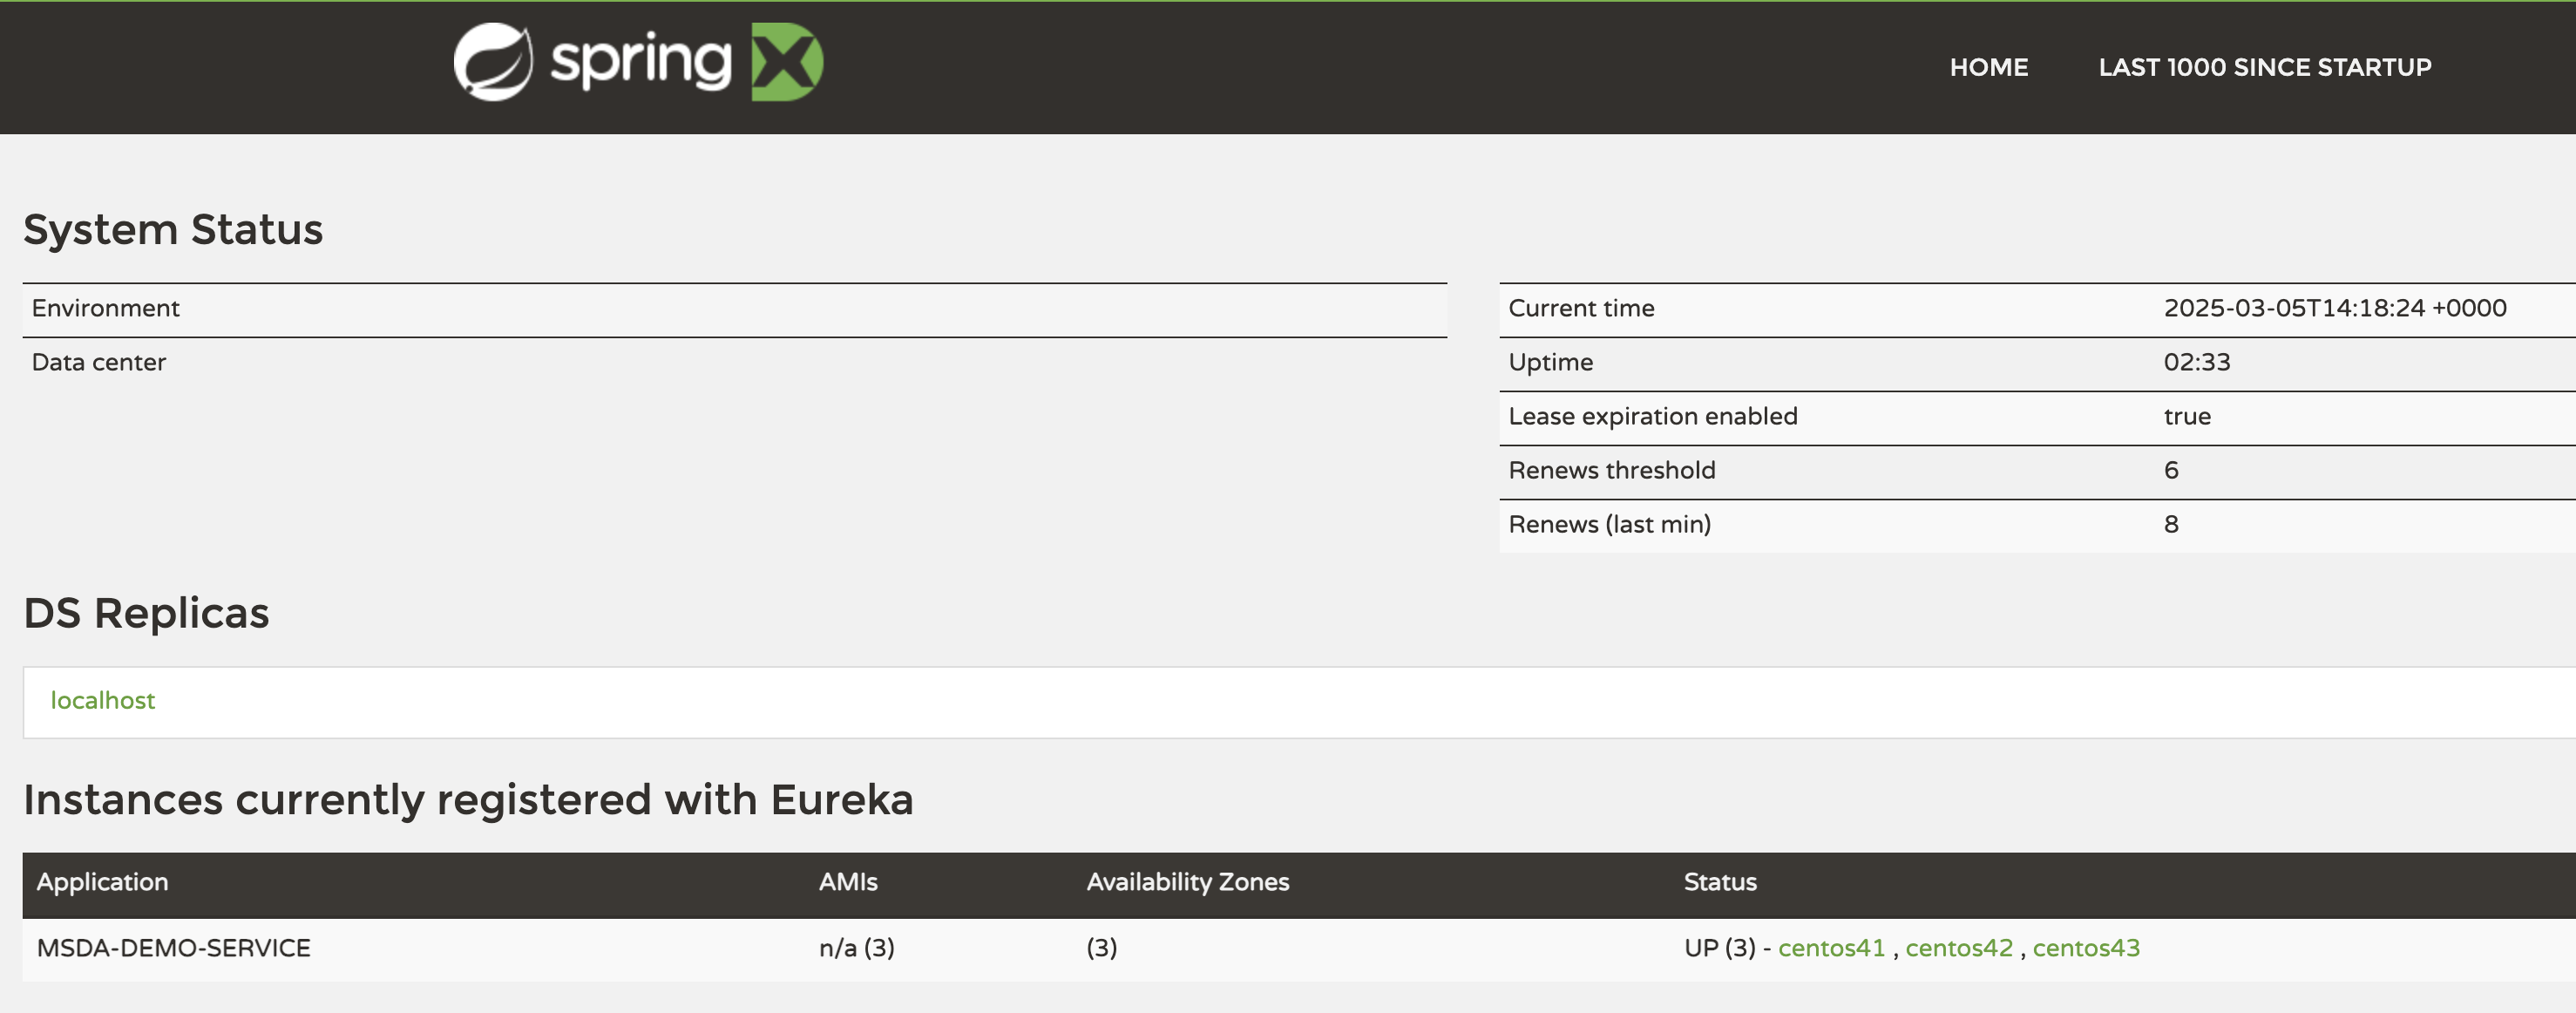 spring
HOME LAST 1000 SINCE STARTUP
System Status
Environment
Data center
Current time 2025-03-05T14:18:24 +0000
Uptime 02:33
Lease expiration enabled true
Renews threshold 6
Renews (last min) 8
DS Replicas
localhost
Instances currently registered with Eureka
Application AMIs Availability Zones Status
MSDA-DEMO-SERVICE n/a (3) (3) UP (3) - centos41 , centos42 , centos43